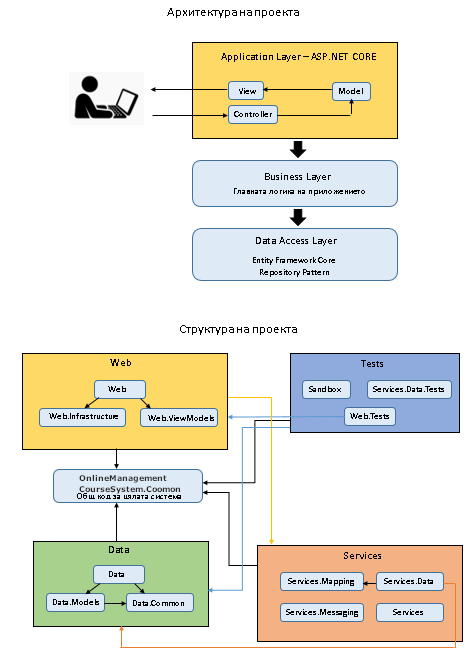 Архитектура на проекта
Application Layer – ASP.NET CORE
View
Model
Controller
Business Layer
Главната логика на приложението
Data Access Layer
Entity Framework Core
Repository Pattern
Структура на проекта
Web
Web
Web.Infrastructure
Web.ViewModels
Tests
Sandbox
Services.Data.Tests
Web.Tests
OnlineManagement
CourseSystem.Coomon
Общ код за цялата система
Data
Data
Data.Models
Data.Common
Services
Services.Mapping
Services.Data
Services.Messaging
Services